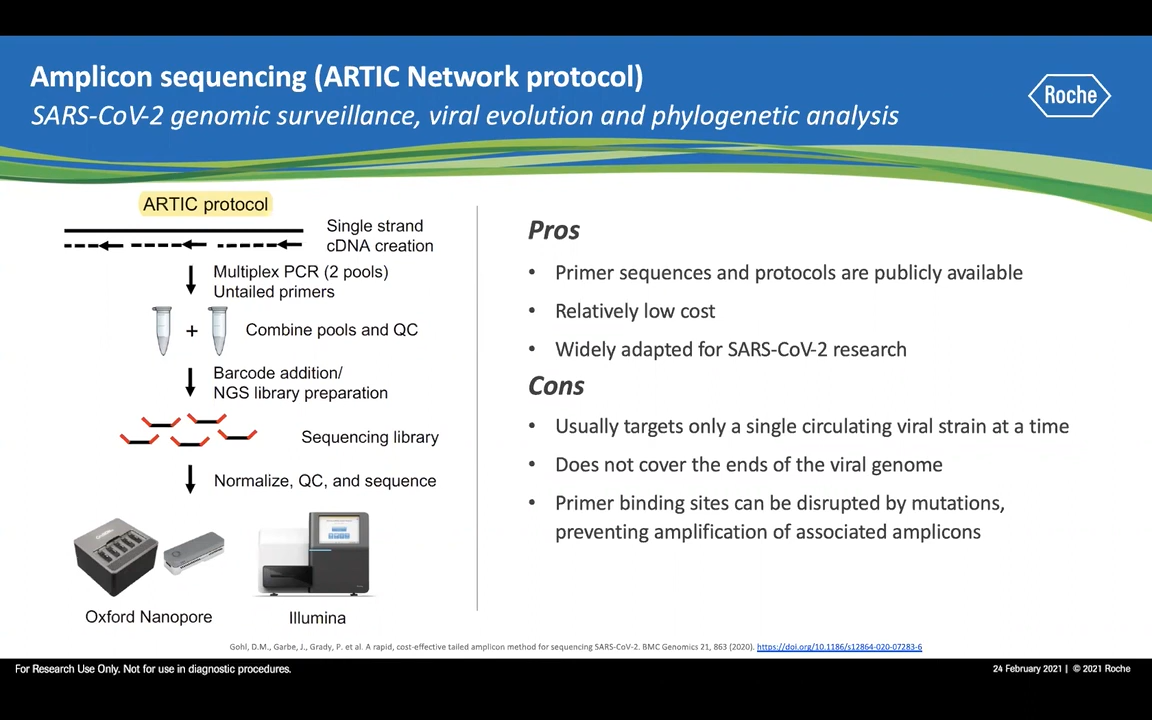 Amplicon sequencing (ARTIC Network protocol)
SARS-CoV-2 genomic surveillance, viral evolution and phylogenetic analysis
Roche
ARTIC protocol
Single strand
cDNA creation
Multiplex PCR (2 pools)
Untailed primers
+
Combine pools and QC
Barcode addition/
NGS library preparation
Sequencing library
Normalize, QC, and sequence
Oxford Nanopore
Illumina
Pros
• Primer sequences and protocols are publicly available
• Relatively low cost
• Widely adapted for SARS-CoV-2 research
Cons
• Usually targets only a single circulating viral strain at a time
• Does not cover the ends of the viral genome
• Primer binding sites can be disrupted by mutations,
preventing amplification of associated amplicons
Gohl, D.M., Garbe, J., Grady, P. et al. A rapid, cost-effective tailed amplicon method for sequencing SARS-CoV-2. BMC Genomics 21, 863 (2020). https://doi.org/10.1186/s12864-020-07283-6
For Research Use Only. Not for use in diagnostic procedures.
24 February 2021 | © 2021 Roche